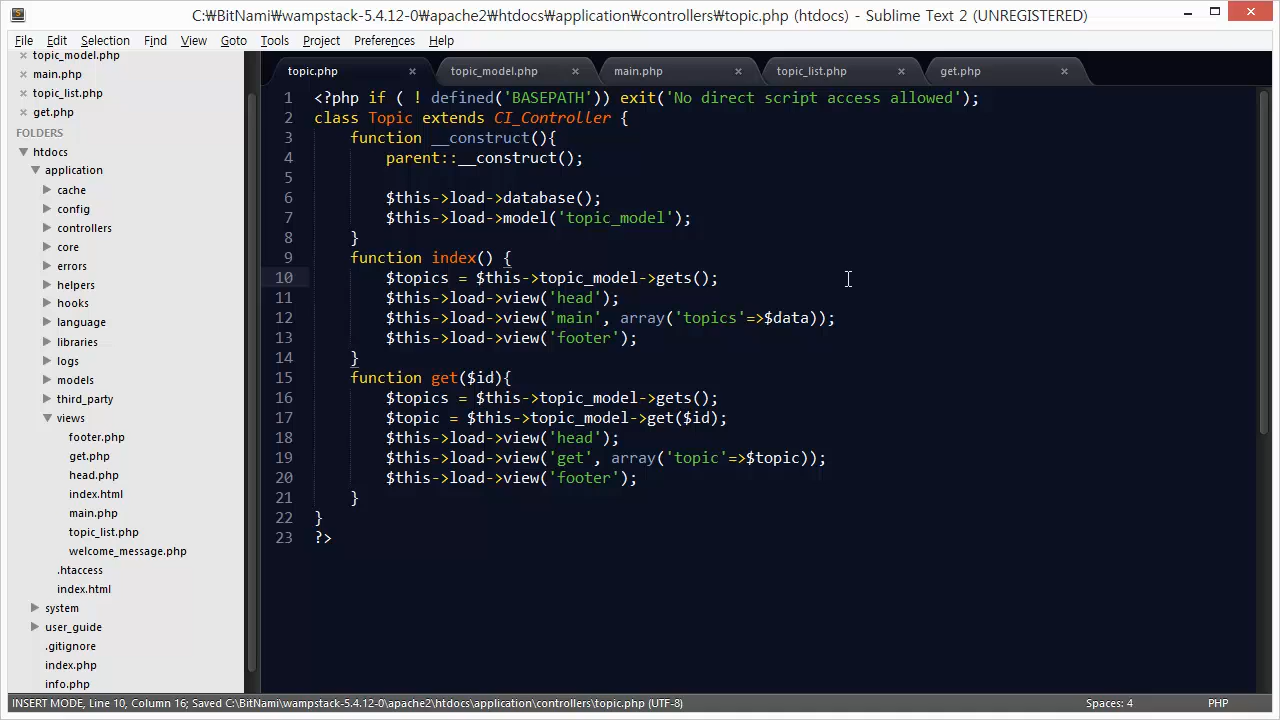 C:₩BitNami₩wampstack-5.4.12-0₩apache2₩htdocs₩application₩controllers₩topic.php (htdocs) - Sublime Text 2 (UNREGISTERED)
File Edit Selection Find View Goto Tools Project Preferences Help
topic_model.php
main.php
topic_list.php
get.php
FOLDERS
htdocs
application
cache
config
controllers
core
errors
helpers
hooks
language
libraries
logs
models
third_party
views
footer.php
get.php
head.php
index.html
main.php
topic_list.php
welcome_message.php
.htaccess
index.html
system
user_guide
.gitignore
index.php
info.php
topic.php topic_model.php main.php topic_list.php get.php
1 <?php if ( ! defined('BASEPATH')) exit('No direct script access allowed');
2 class Topic extends CI_Controller {
3 function __construct(){
4 parent::__construct();
5
6 $this->load->database();
7 $this->load->model('topic_model');
8 }
9 function index() {
10 $topics = $this->topic_model->gets();
11 $this->load->view('head');
12 $this->load->view('main', array('topics'=>$data));
13 $this->load->view('footer');
14 }
15 function get($id){
16 $topics = $this->topic_model->gets();
17 $topic = $this->topic_model->get($id);
18 $this->load->view('head');
19 $this->load->view('get', array('topic'=>$topic));
20 $this->load->view('footer');
21 }
22 }
23 ?>
INSERT MODE, Line 10, Column 16; Saved C:\BitNami\wampstack-5.4.12-0\apache2\htdocs\application\controllers\topic.php (UTF-8) Spaces: 4 PHP